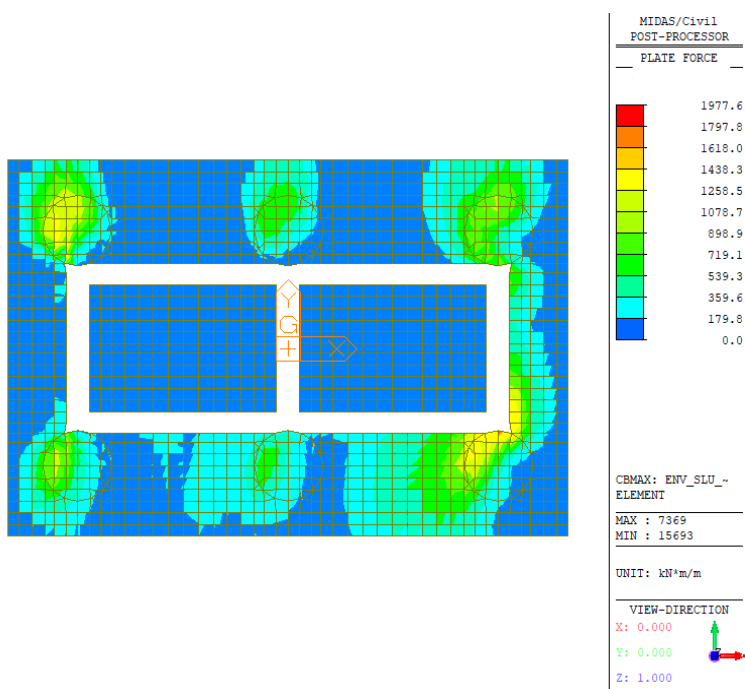 MIDAS/Civil
POST-PROCESSOR
PLATE FORCE
1977.6
1797.8
1618.0
1438.3
1258.5
1078.7
898.9
719.1
539.3
359.6
179.8
0.0
Y
G
X
CBMAX: ENV_SLU_~
ELEMENT
MAX : 7369
MIN : 15693
UNIT: kN*m/m
VIEW-DIRECTION
X: 0.000
Y: 0.000
Z: 1.000
Z